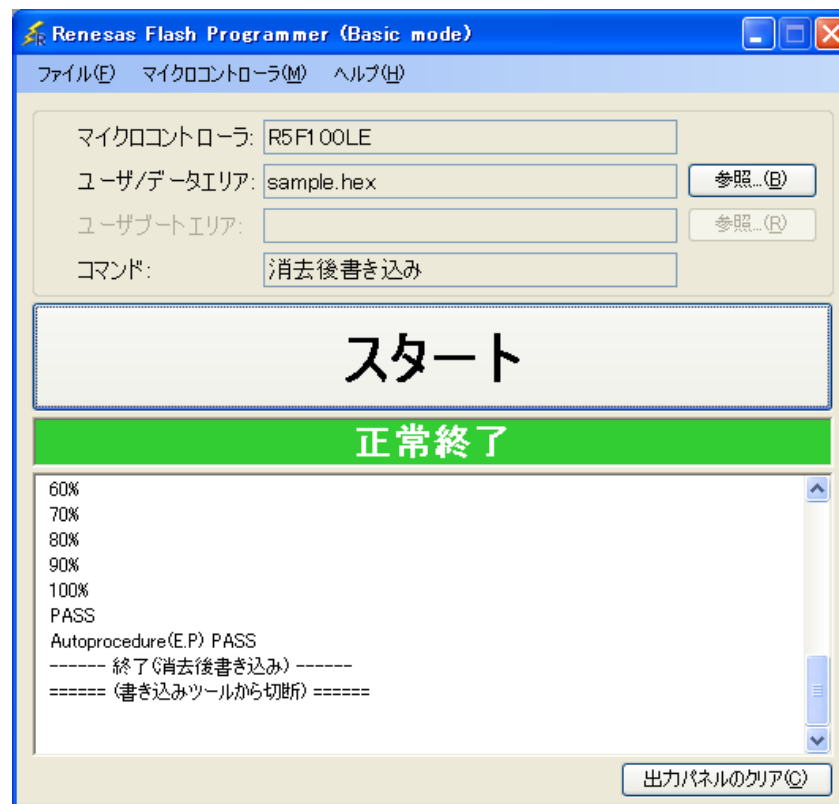 Renesas Flash Programmer (Basic mode)
ファイル(F) マイクロコントローラ(M) ヘルプ(H)
マイクロコントローラ: R5F100LE
ユーザ/データエリア: sample.hex 参照...(B)
ユーザブートエリア: 参照...(R)
コマンド: 消去後書き込み
スタート
正常終了
60%
70%
80%
90%
100%
PASS
Autoprocedure(E.P) PASS
------ 終了(消去後書き込み) ------
====== (書き込みツールから切断) ======
出力パネルのクリア(C)